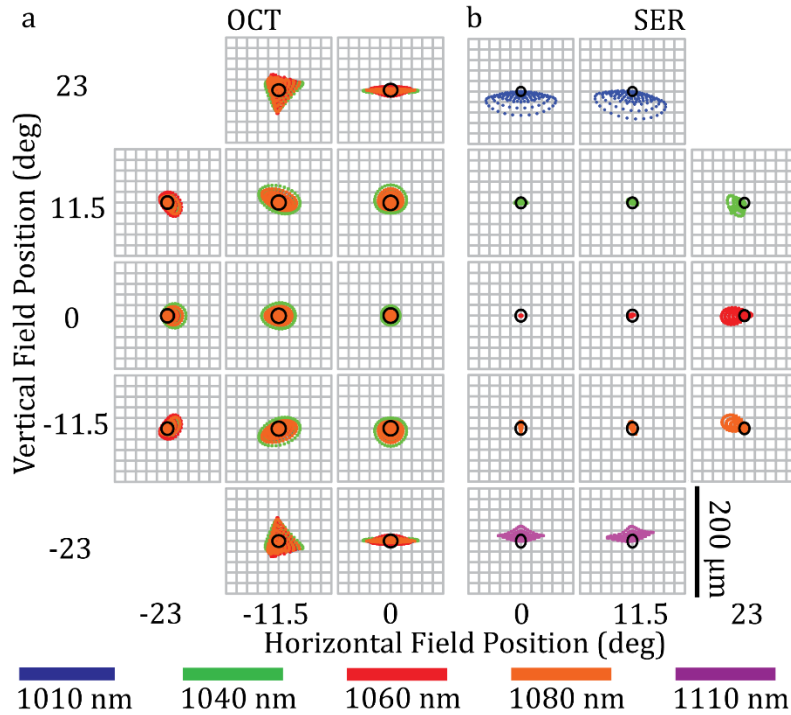 a OCT b SER
23
11.5
0
-11.5
-23
Vertical Field Position (deg)
200 μm
-23 -11.5 0 0 11.5 23
Horizontal Field Position (deg)
1010 nm 1040 nm 1060 nm 1080 nm 1110 nm